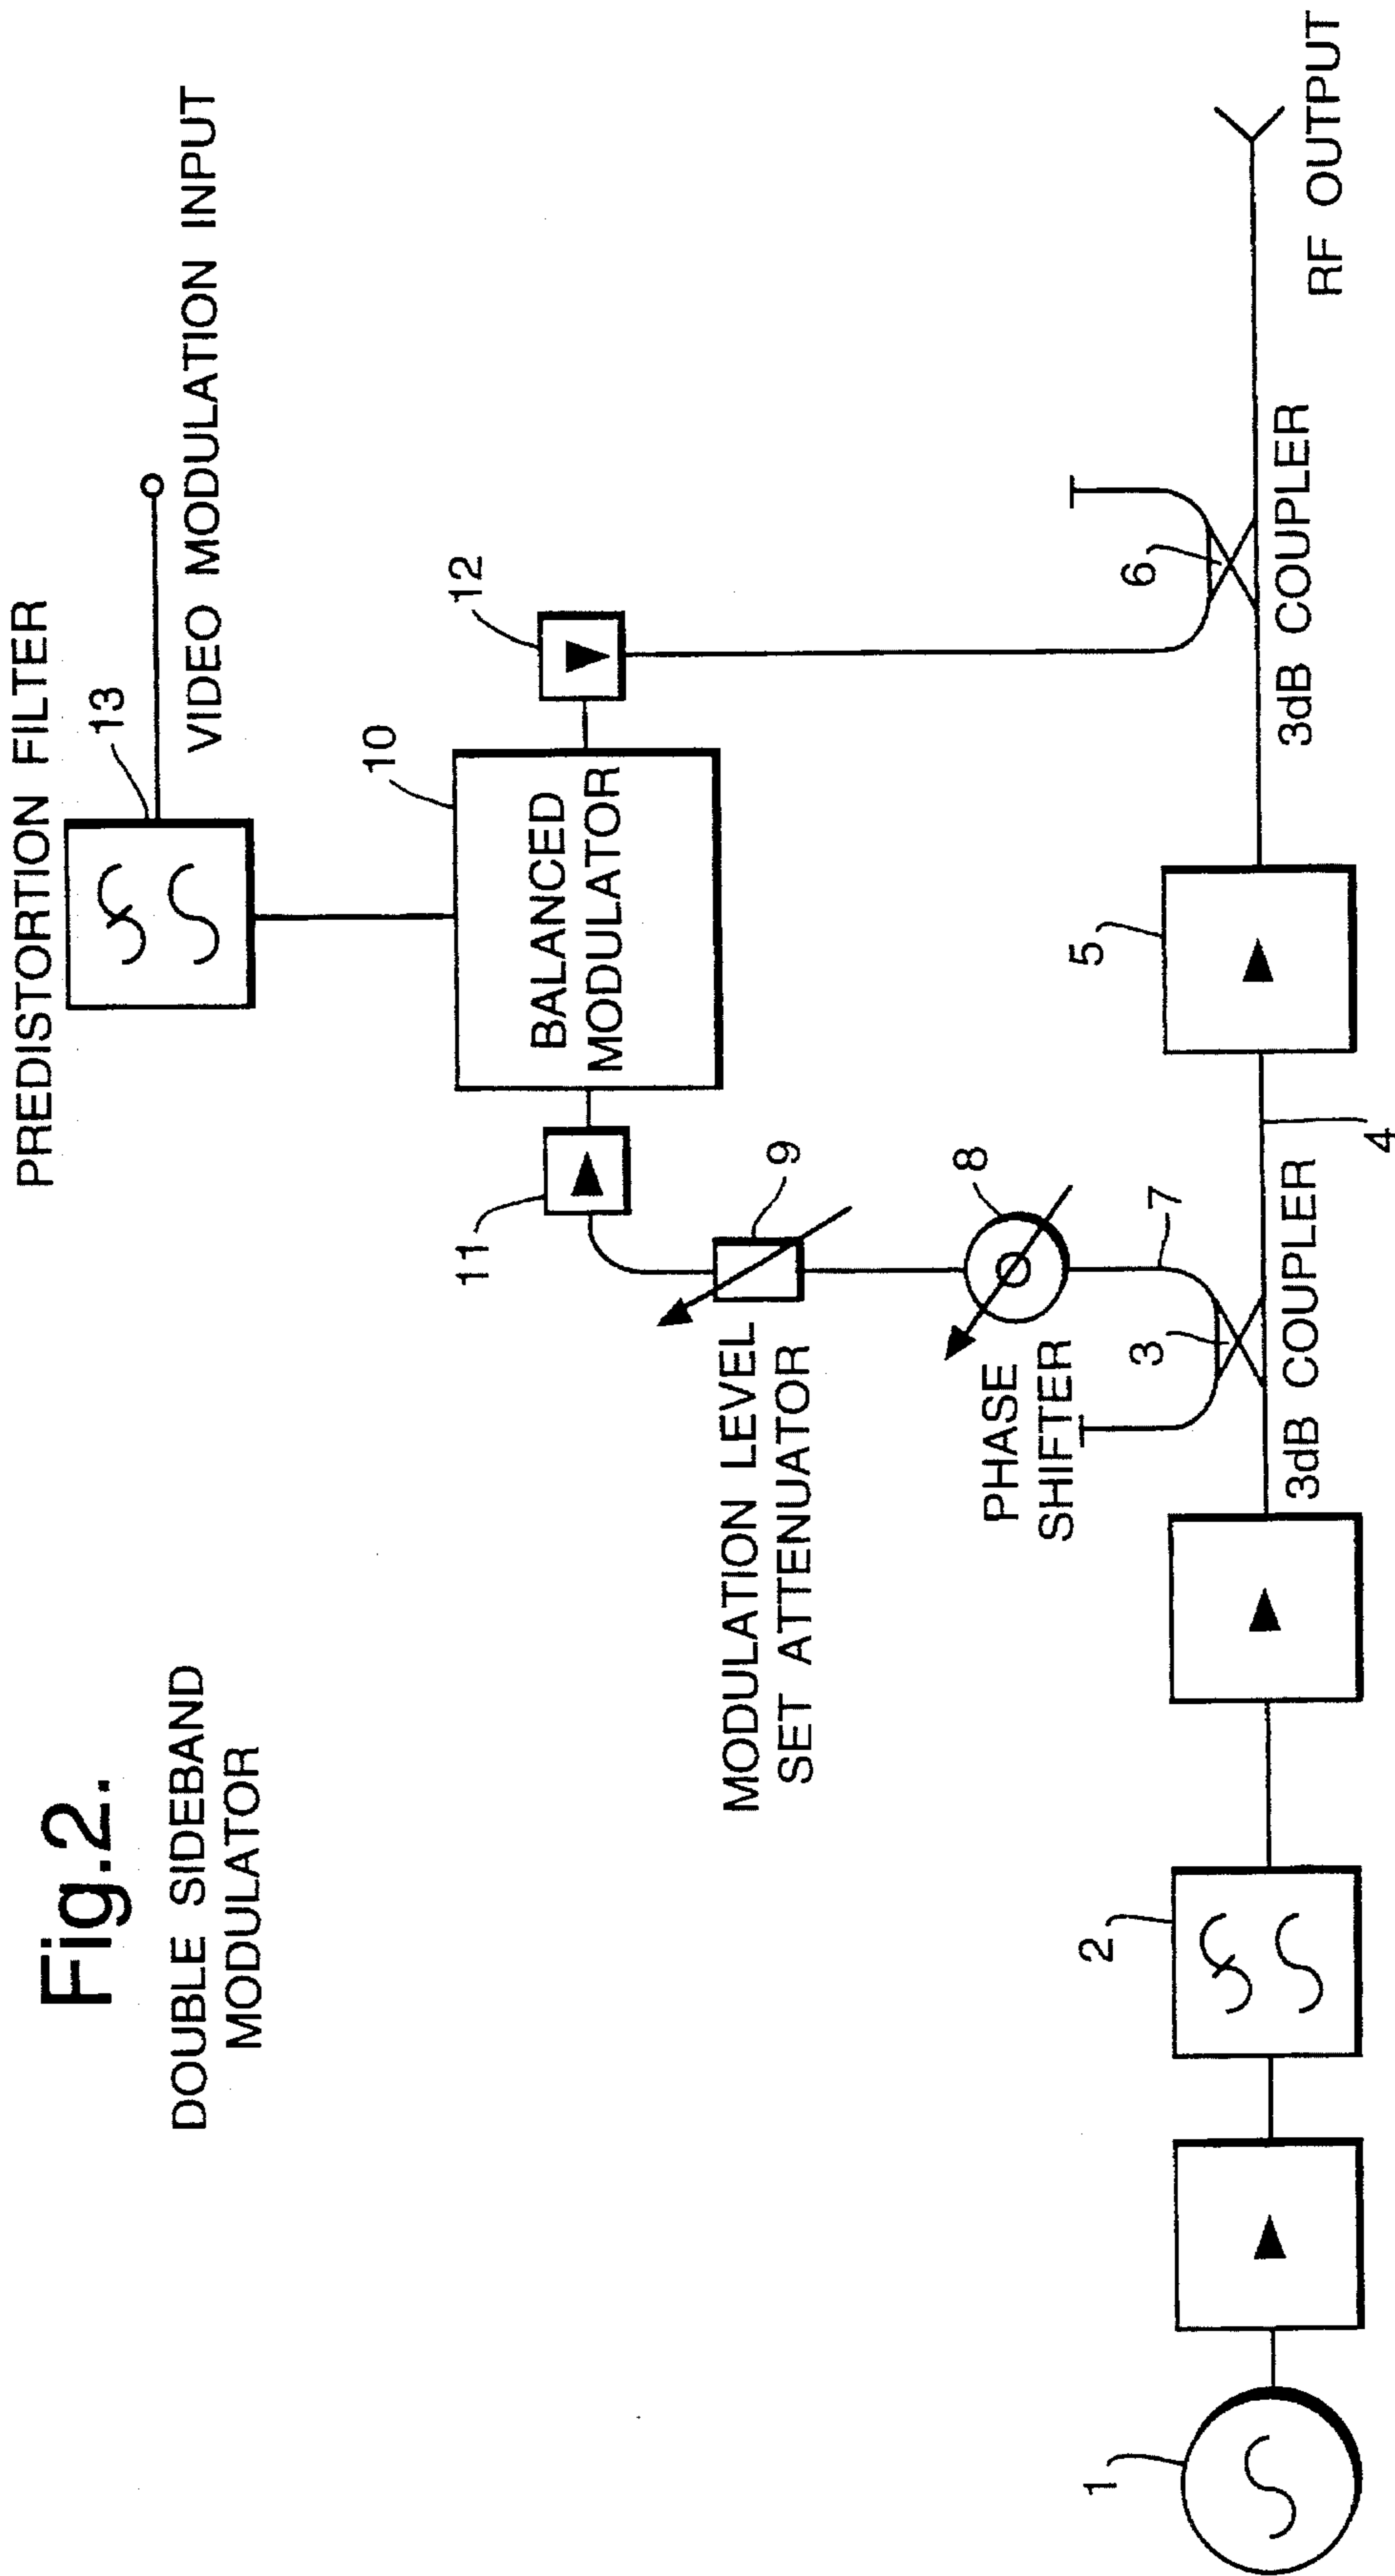 Fig.2.
DOUBLE SIDEBAND
MODULATOR
PREDISTORTION FILTER
13
VIDEO MODULATION INPUT
10
12
BALANCED
MODULATOR
11
9
MODULATION LEVEL
SET ATTENUATOR
8
PHASE
SHIFTER
7
3
6
5
2
1
3dB COUPLER
4
3dB COUPLER
RF OUTPUT